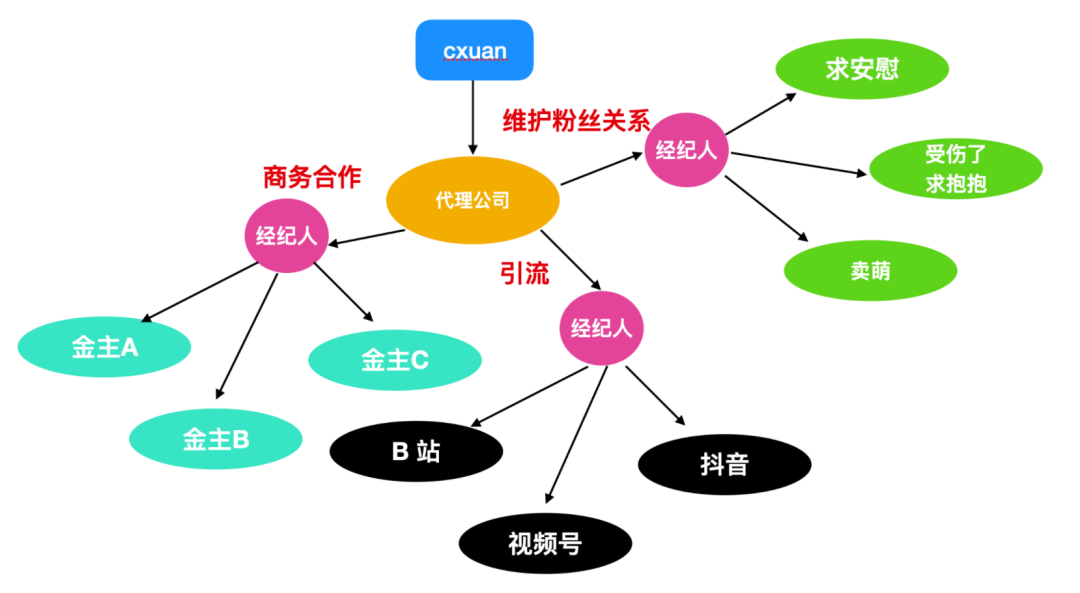 cxuan
求安慰
维护粉丝关系
经纪人
受伤了
求抱抱
商务合作
代理公司
经纪人
引流
卖萌
经纪人
金主A
金主C
金主B
B 站
抖音
视频号